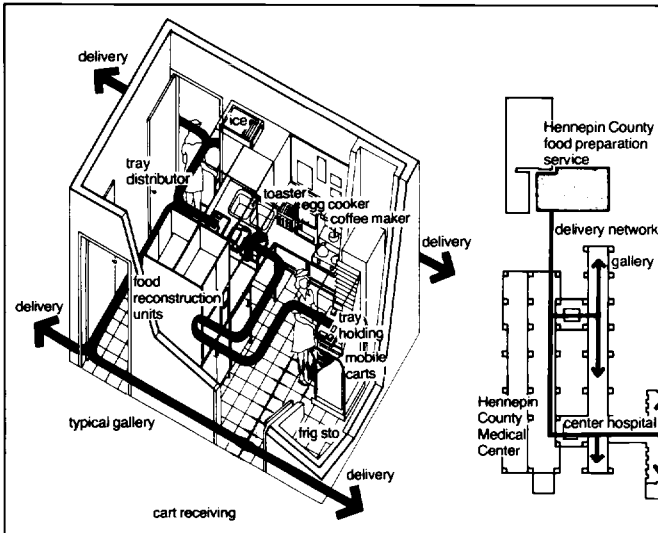 delivery
ice
tray
distributor
toaster
egg cooker
coffee maker
delivery
food
reconstruction
units
delivery
tray
holding
mobile
carts
typical gallery
frig sto
delivery
cart receiving
Hennepin County
food preparation
service
delivery network
gallery
Hennepin
County
Medical
Center
center hospital